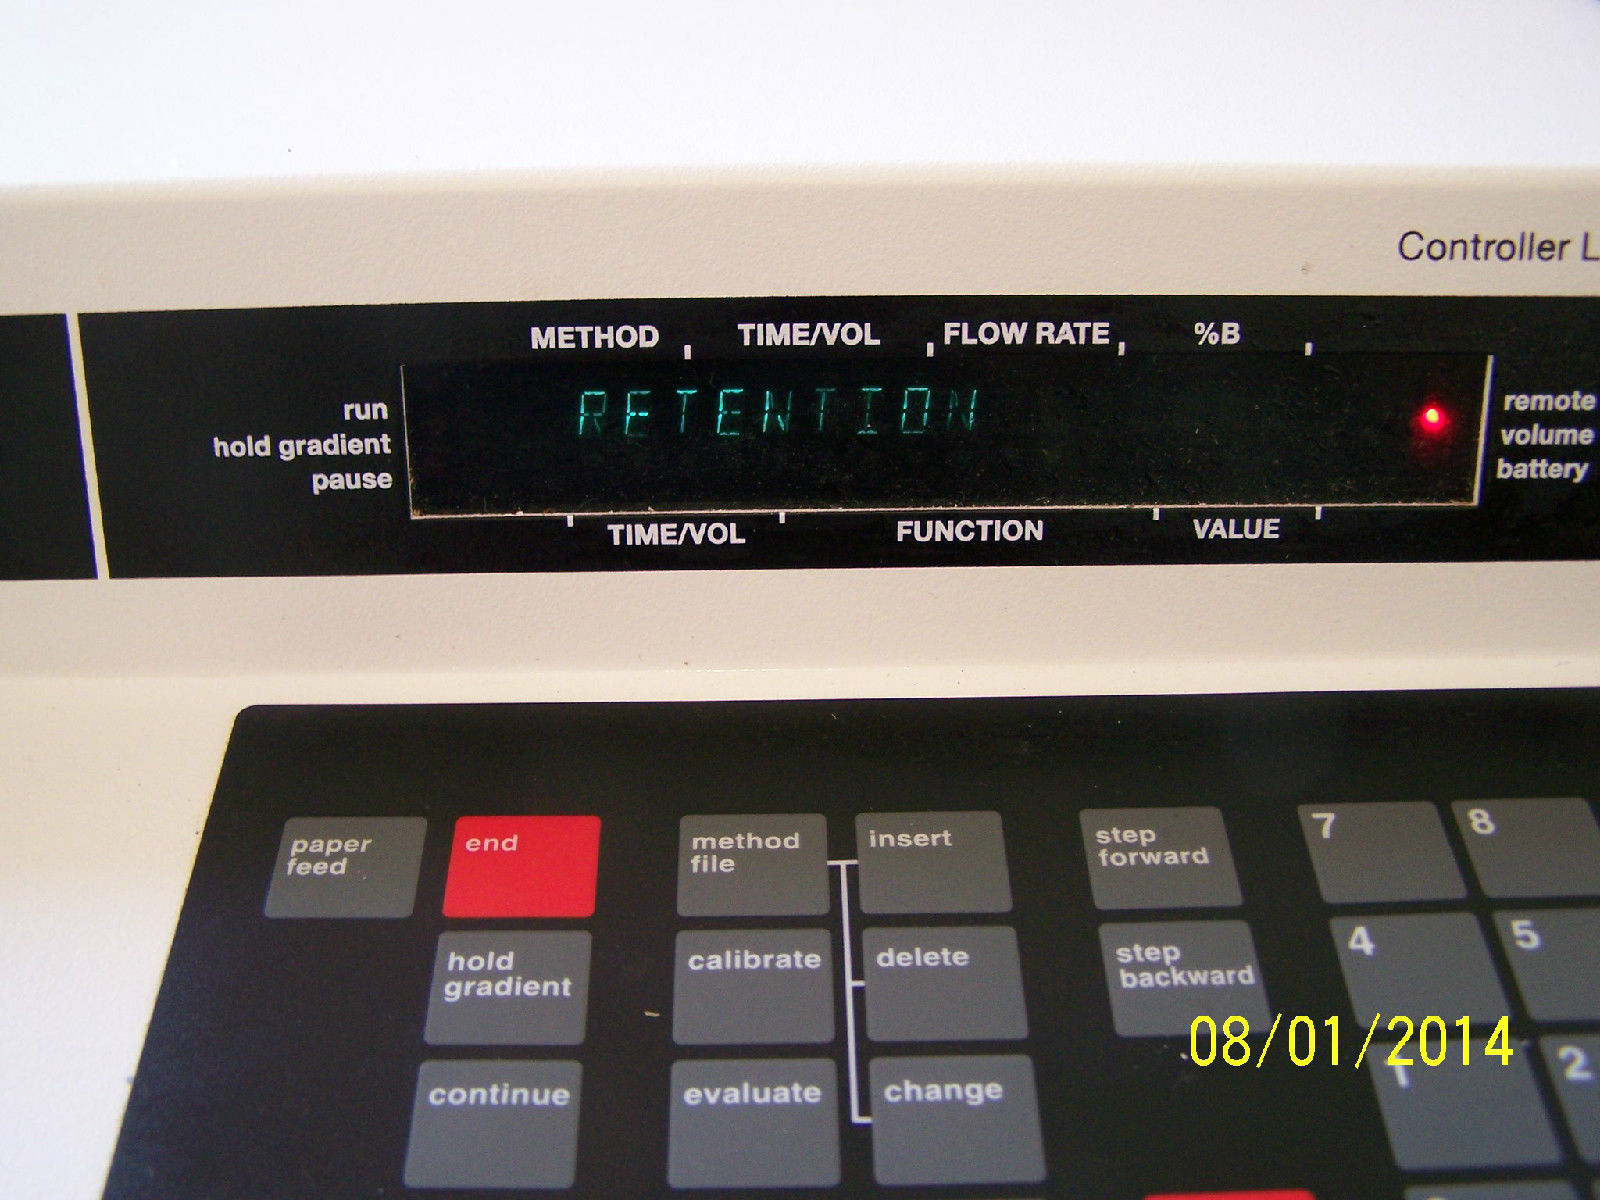 Controller L
METHOD TIME/VOL FLOW RATE %B
RETENTION
run
hold gradient
pause
remote
volume
battery
TIME/VOL FUNCTION VALUE
paper
feed
end
method
file
insert
step
forward
7
8
hold
gradient
calibrate
delete
step
backward
4
5
continue
evaluate
change
1
2
08/01/2014